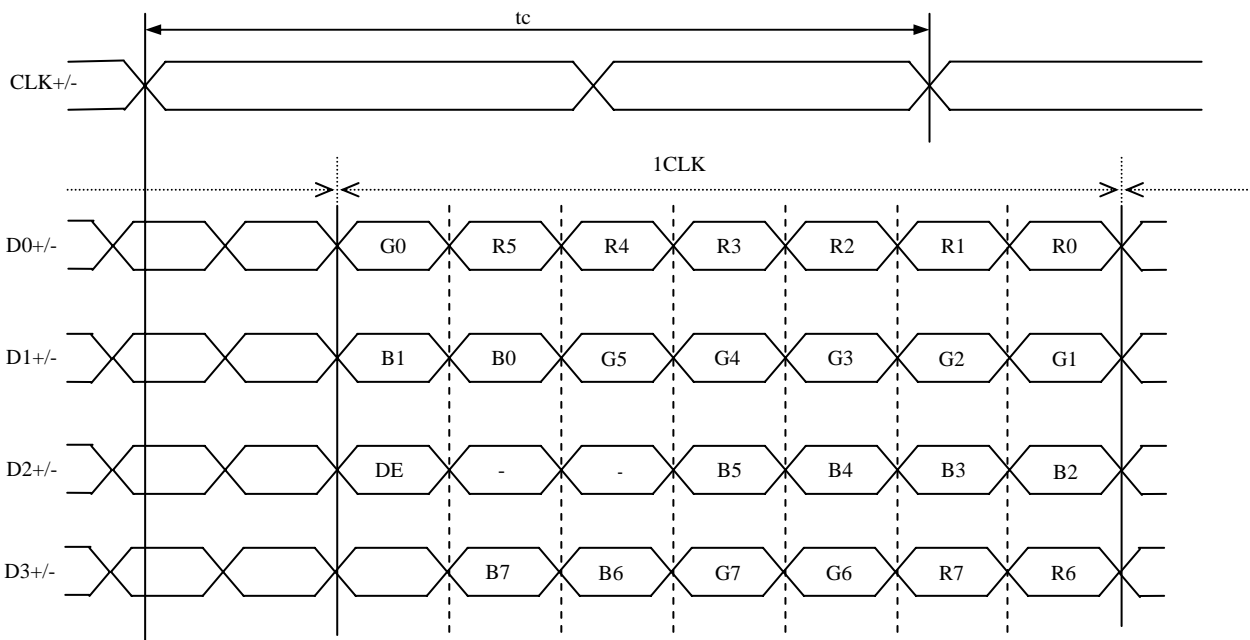 tc
CLK+/-
1CLK
D0+/- G0 R5 R4 R3 R2 R1 R0
D1+/- B1 B0 G5 G4 G3 G2 G1
D2+/- DE - - B5 B4 B3 B2
D3+/- B7 B6 G7 G6 R7 R6